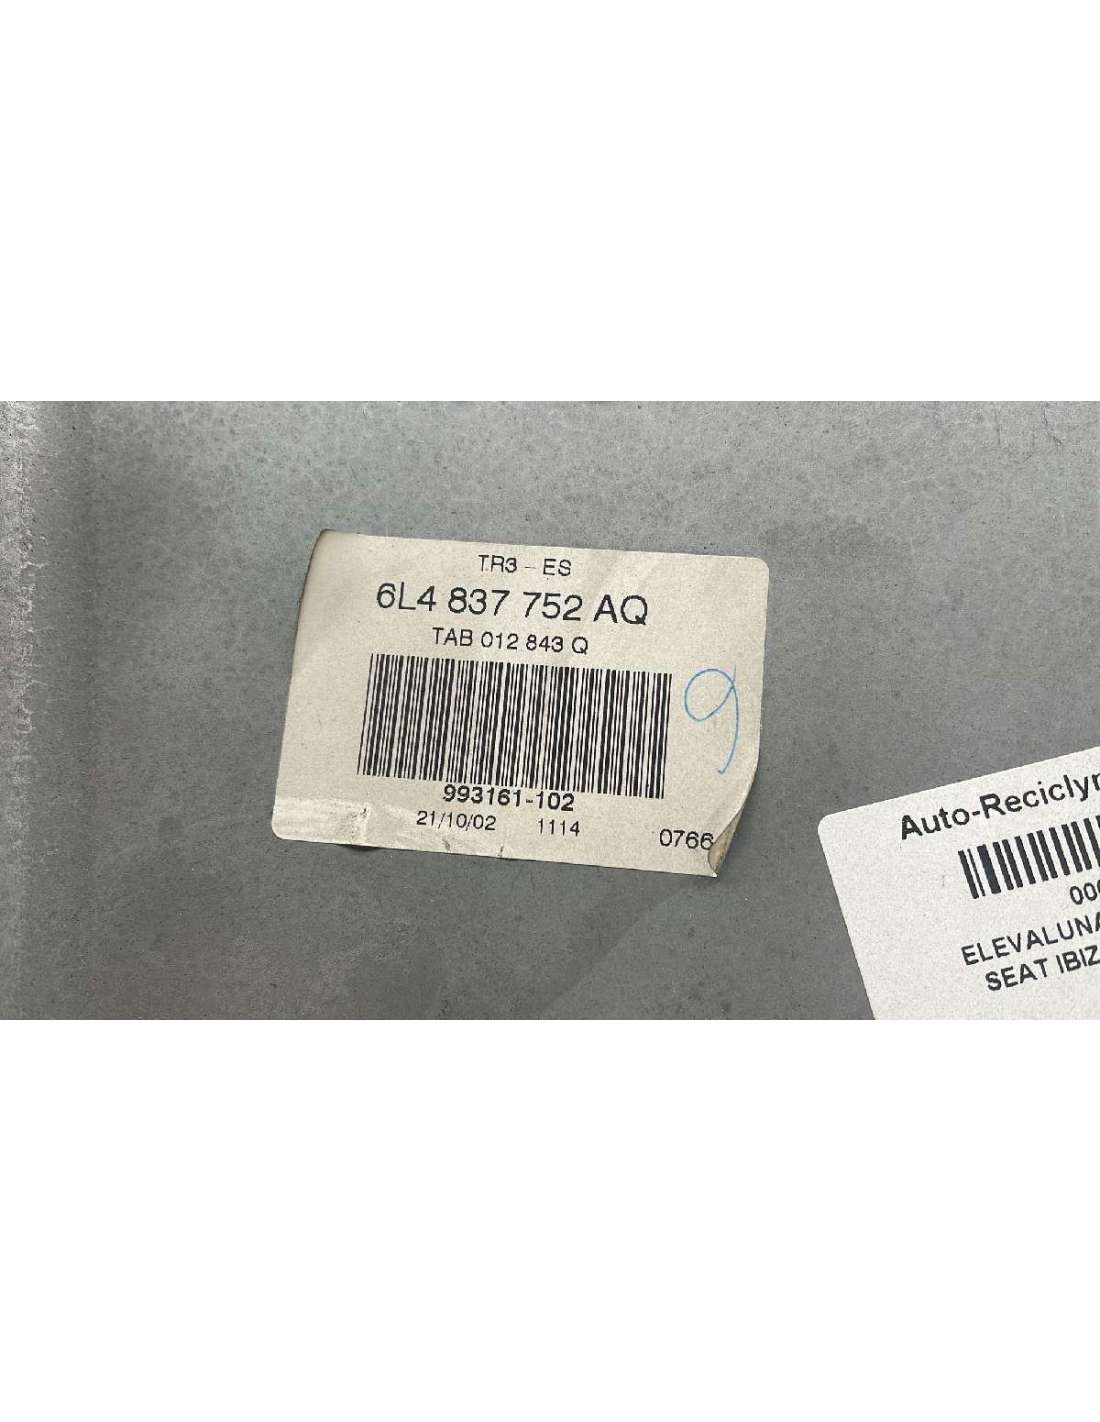 TR3 - ES
6L4 837 752 AQ
TAB 012 843 Q
9
993161-102
21/10/02 1114 0766
Auto-Reciclyn
000
ELEVALUNA
SEAT IBIZ